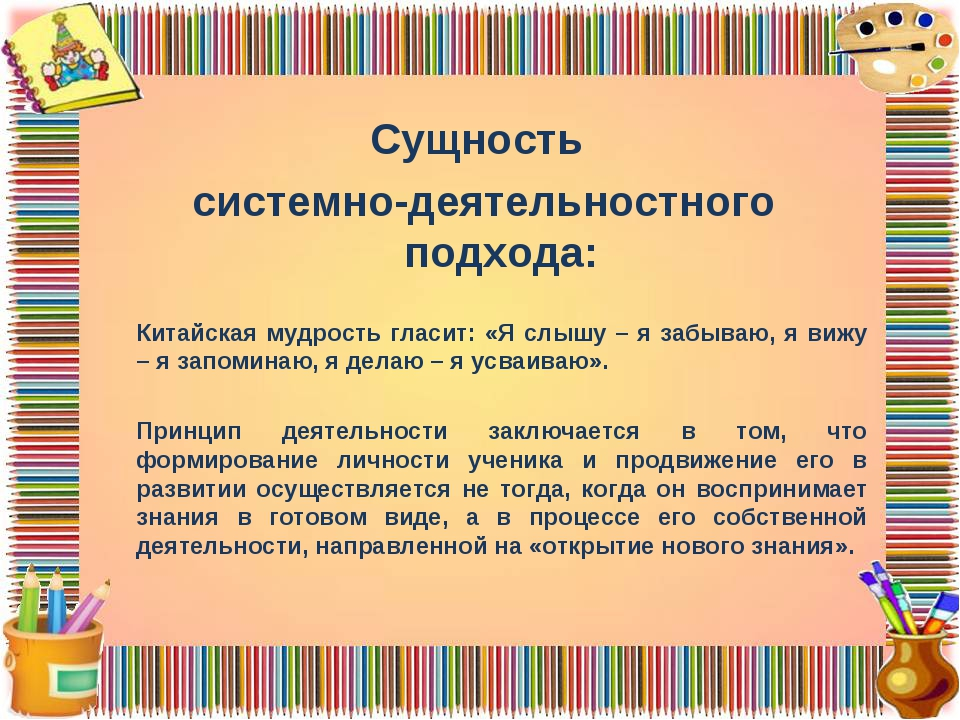 Сущность
системно-деятельностного
подхода:
Китайская мудрость гласит: «Я слышу – я забываю, я вижу
– я запоминаю, я делаю – я усваиваю».
Принцип деятельности заключается в том, что
формирование личности ученика и продвижение его в
развитии осуществляется не тогда, когда он воспринимает
знания в готовом виде, а в процессе его собственной
деятельности, направленной на «открытие нового знания».